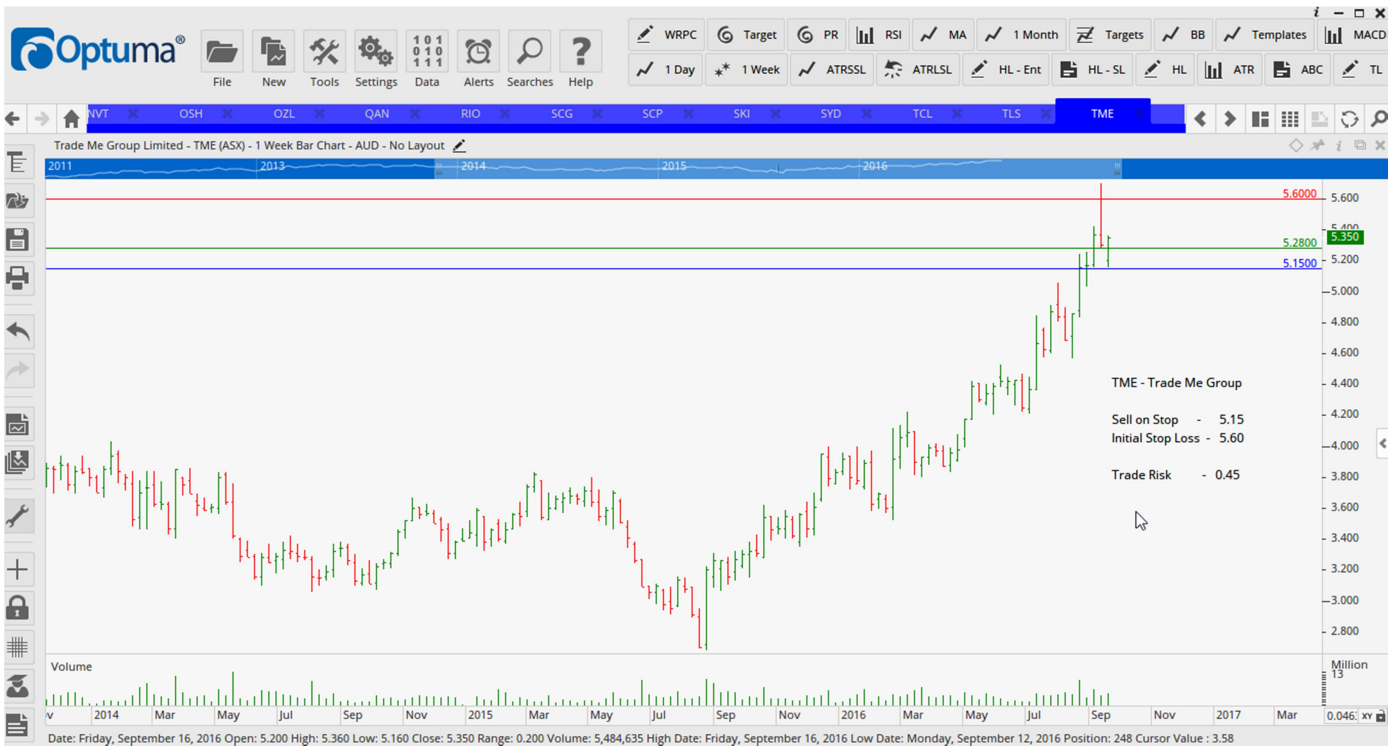 Optuma®
File New Tools Settings Data Alerts Searches Help
WRPC Target PR RSI MA 1 Month Targets BB Templates MACD
1 Day 1 Week ATRSSL ATRLSL HL - Ent HL - SL HL ATR ABC TL
NVT OSH OZL QAN RIO SCG SCP SKI SYD TCL TLS TME
Trade Me Group Limited - TME (ASX) - 1 Week Bar Chart - AUD - No Layout
2011 2013 2014 2015 2016
5.6000 5.600
5.400
5.350
5.2800
5.200
5.1500
5.000
4.800
4.600
4.400
TME - Trade Me Group
4.200
Sell on Stop - 5.15
Initial Stop Loss - 5.60
4.000
Trade Risk - 0.45
3.800
3.600
3.400
3.200
3.000
2.800
Volume Million
13
v 2014 Mar May Jul Sep Nov 2015 Mar May Jul Sep Nov 2016 Mar May Jul Sep Nov 2017 Mar XY
Date: Friday, September 16, 2016 Open: 5.200 High: 5.360 Low: 5.160 Close: 5.350 Range: 0.200 Volume: 5,484,635 High Date: Friday, September 16, 2016 Low Date: Monday, September 12, 2016 Position: 248 Cursor Value : 3.58